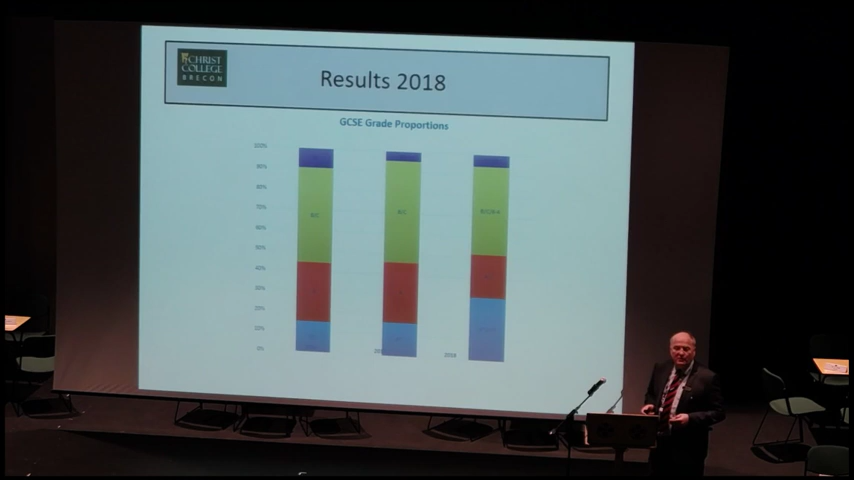 CHRIST
COLLEGE
BRECON
Results 2018
GCSE Grade Proportions
100%
90%
80%
70%
60%
50%
40%
30%
20%
10%
0%
2018